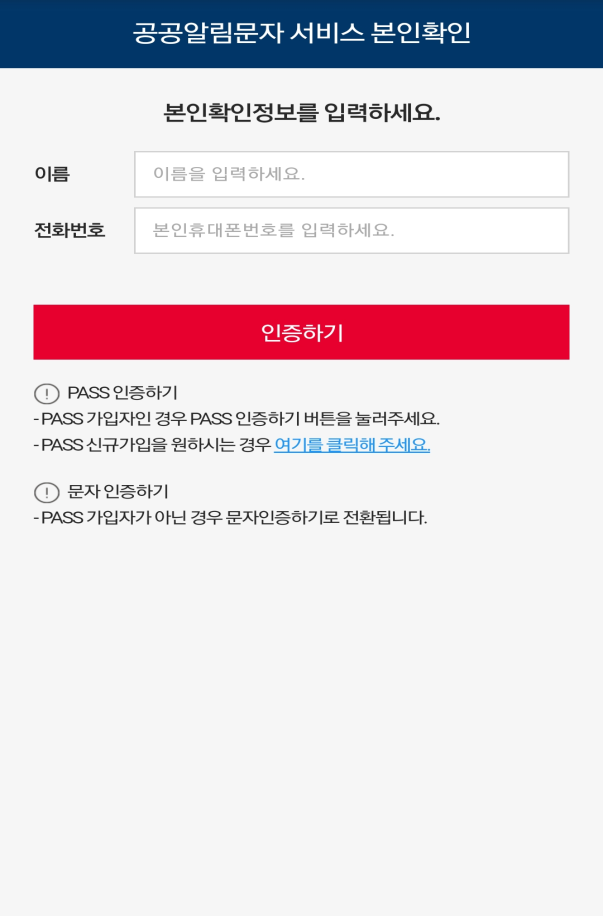 공공알림문자 서비스 본인확인
본인확인정보를 입력하세요.
이름
이름을 입력하세요.
전화번호
본인휴대폰번호를 입력하세요.
인증하기
! PASS 인증하기
- PASS 가입자인 경우 PASS 인증하기 버튼을 눌러주세요.
- PASS 신규가입을 원하시는 경우 여기를 클릭해 주세요.
! 문자 인증하기
- PASS 가입자가 아닌 경우 문자인증하기로 전환됩니다.